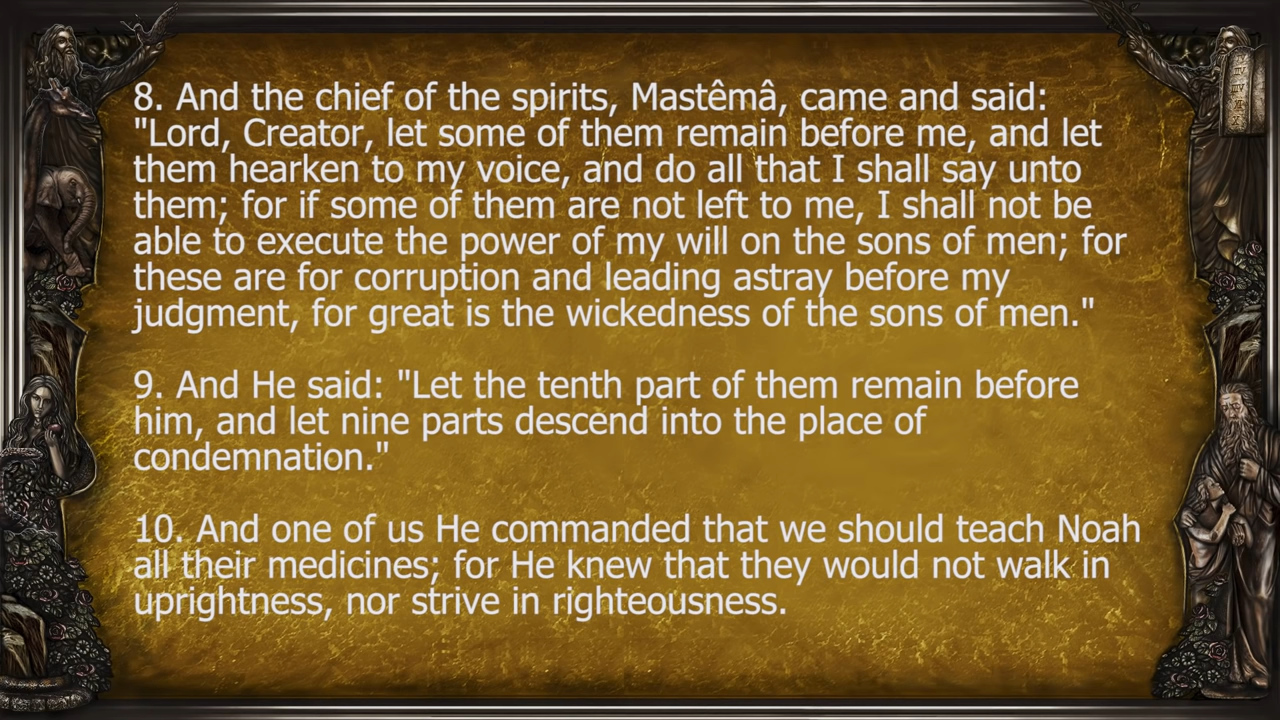 8. And the chief of the spirits, Mastêmâ, came and said:
"Lord, Creator, let some of them remain before me, and let
them hearken to my voice, and do all that I shall say unto
them; for if some of them are not left to me, I shall not be
able to execute the power of my will on the sons of men; for
these are for corruption and leading astray before my
judgment, for great is the wickedness of the sons of men."
9. And He said: "Let the tenth part of them remain before
him, and let nine parts descend into the place of
condemnation."
10. And one of us He commanded that we should teach Noah
all their medicines; for He knew that they would not walk in
uprightness, nor strive in righteousness.